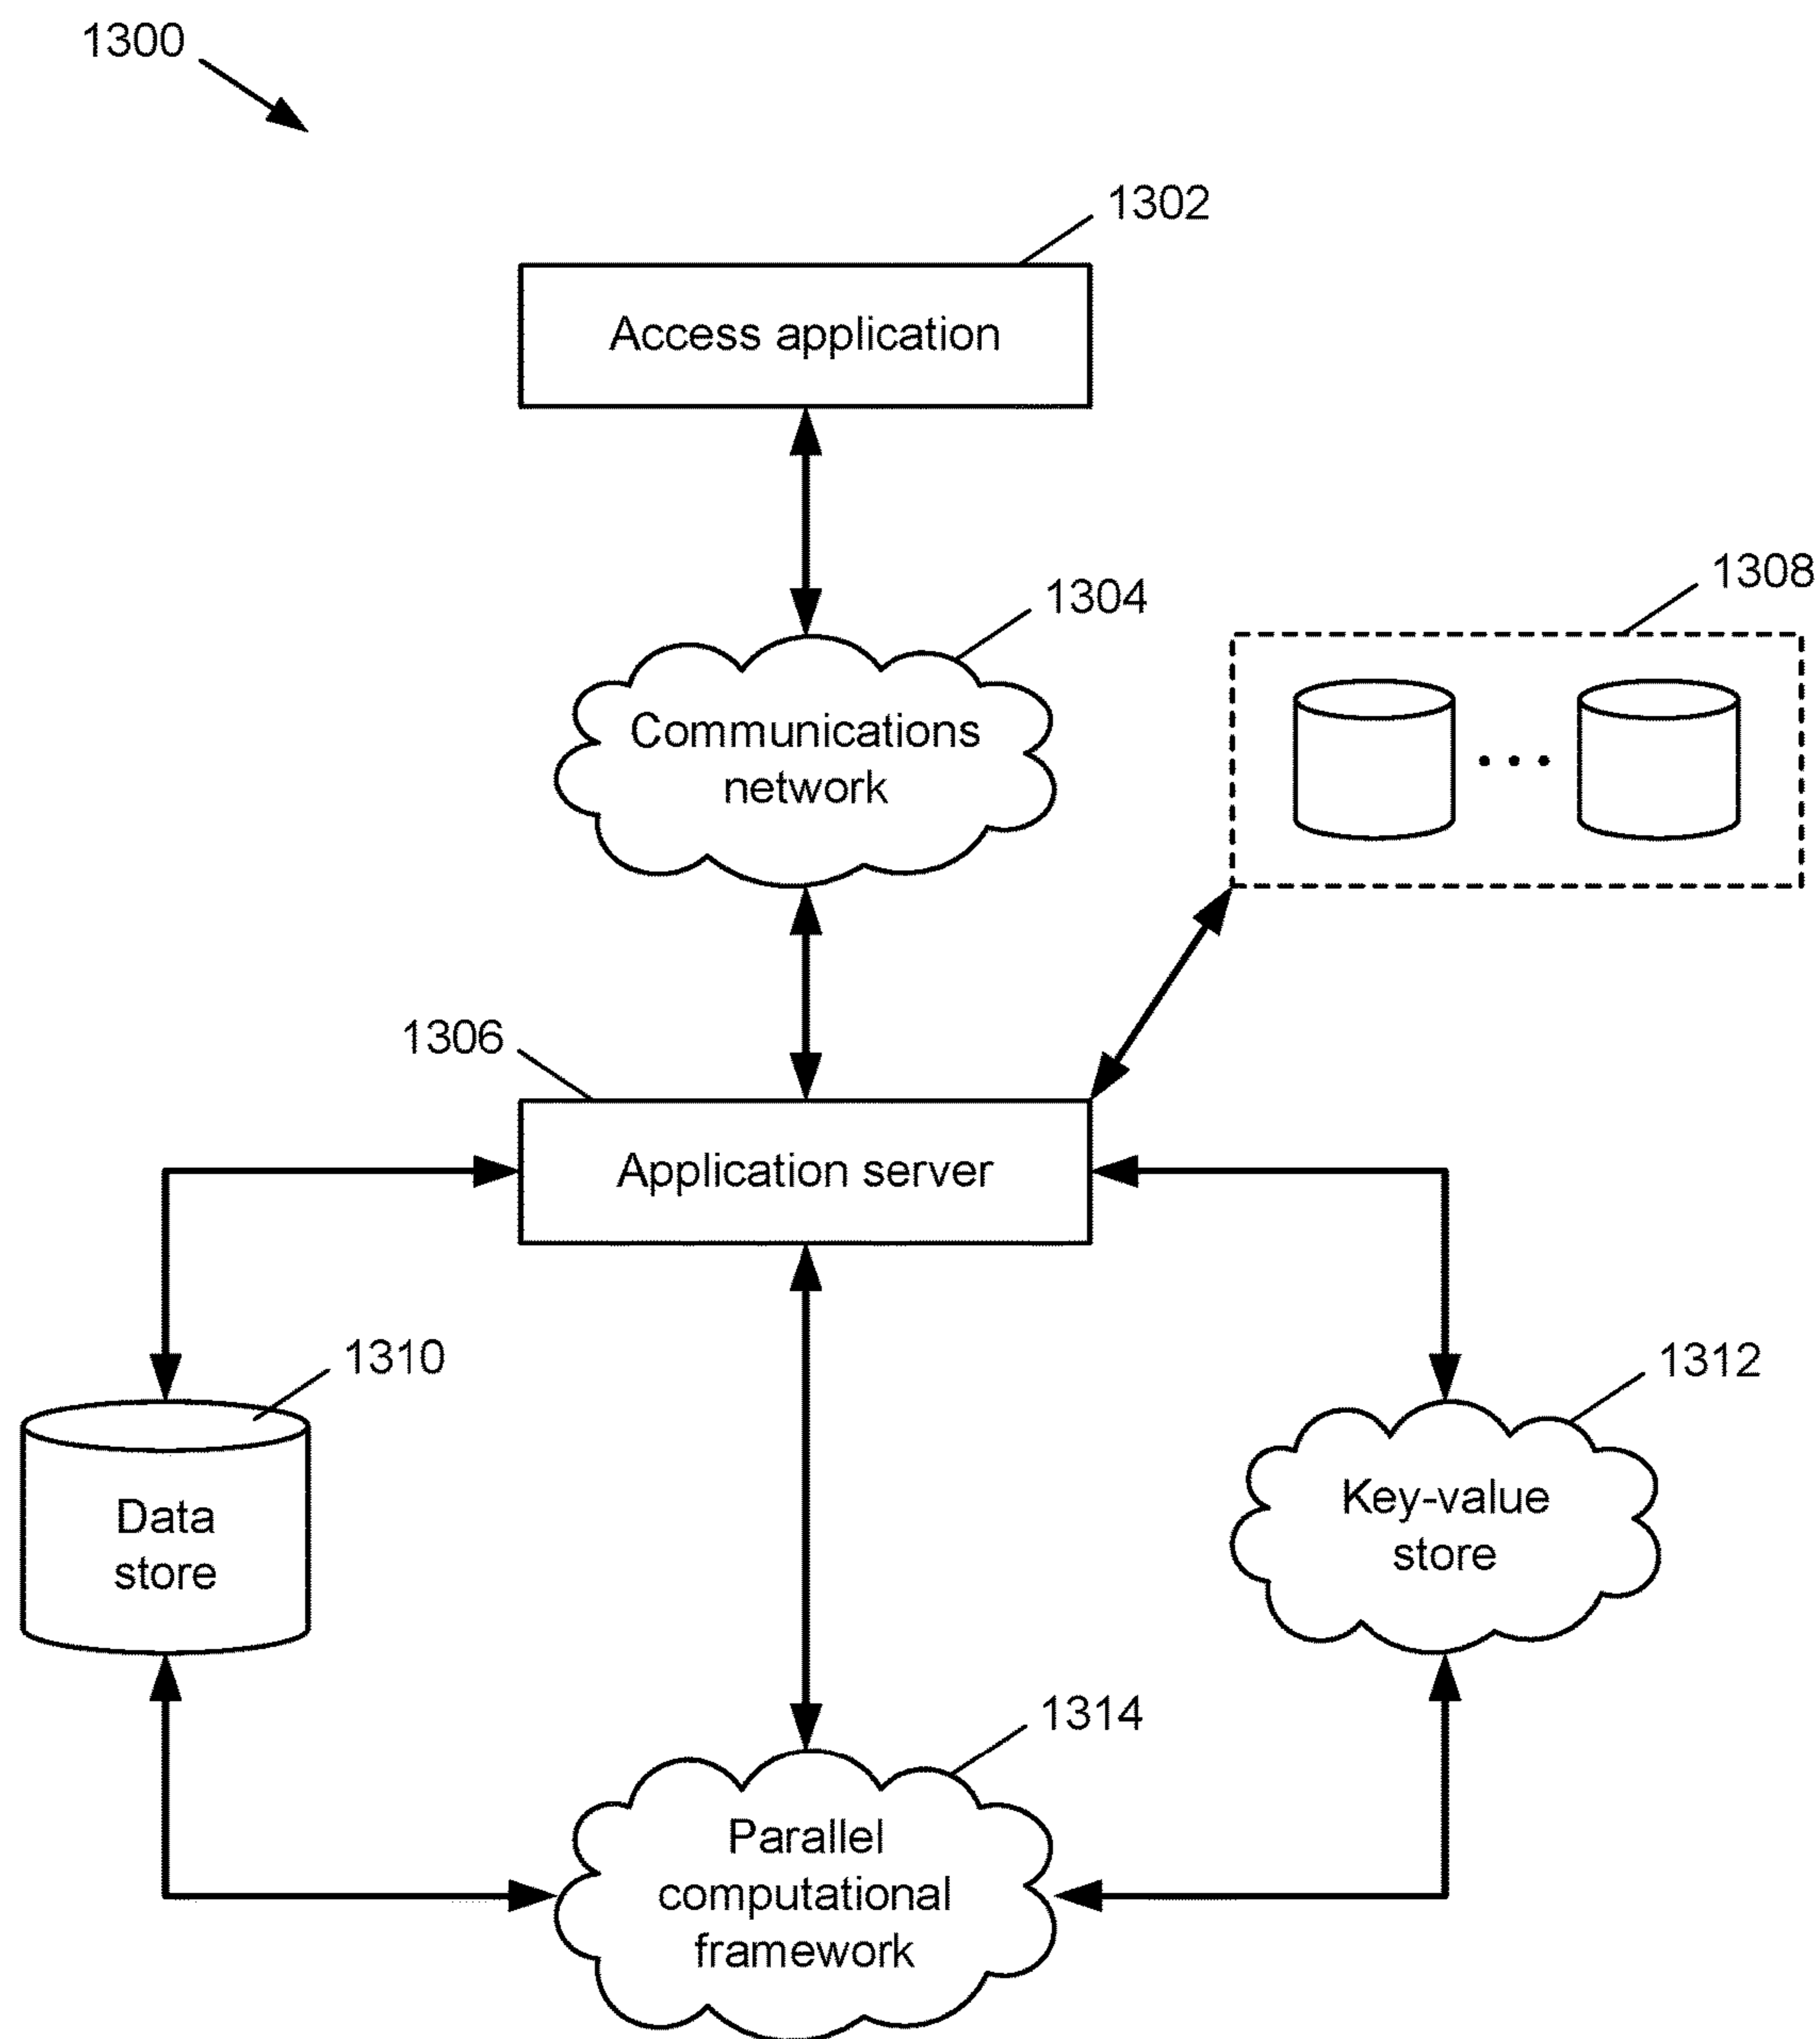 1300
1302
Access application
1304
1308
Communications
network
1306
Application server
1310
1312
Data
store
Key-value
store
1314
Parallel
computational
framework